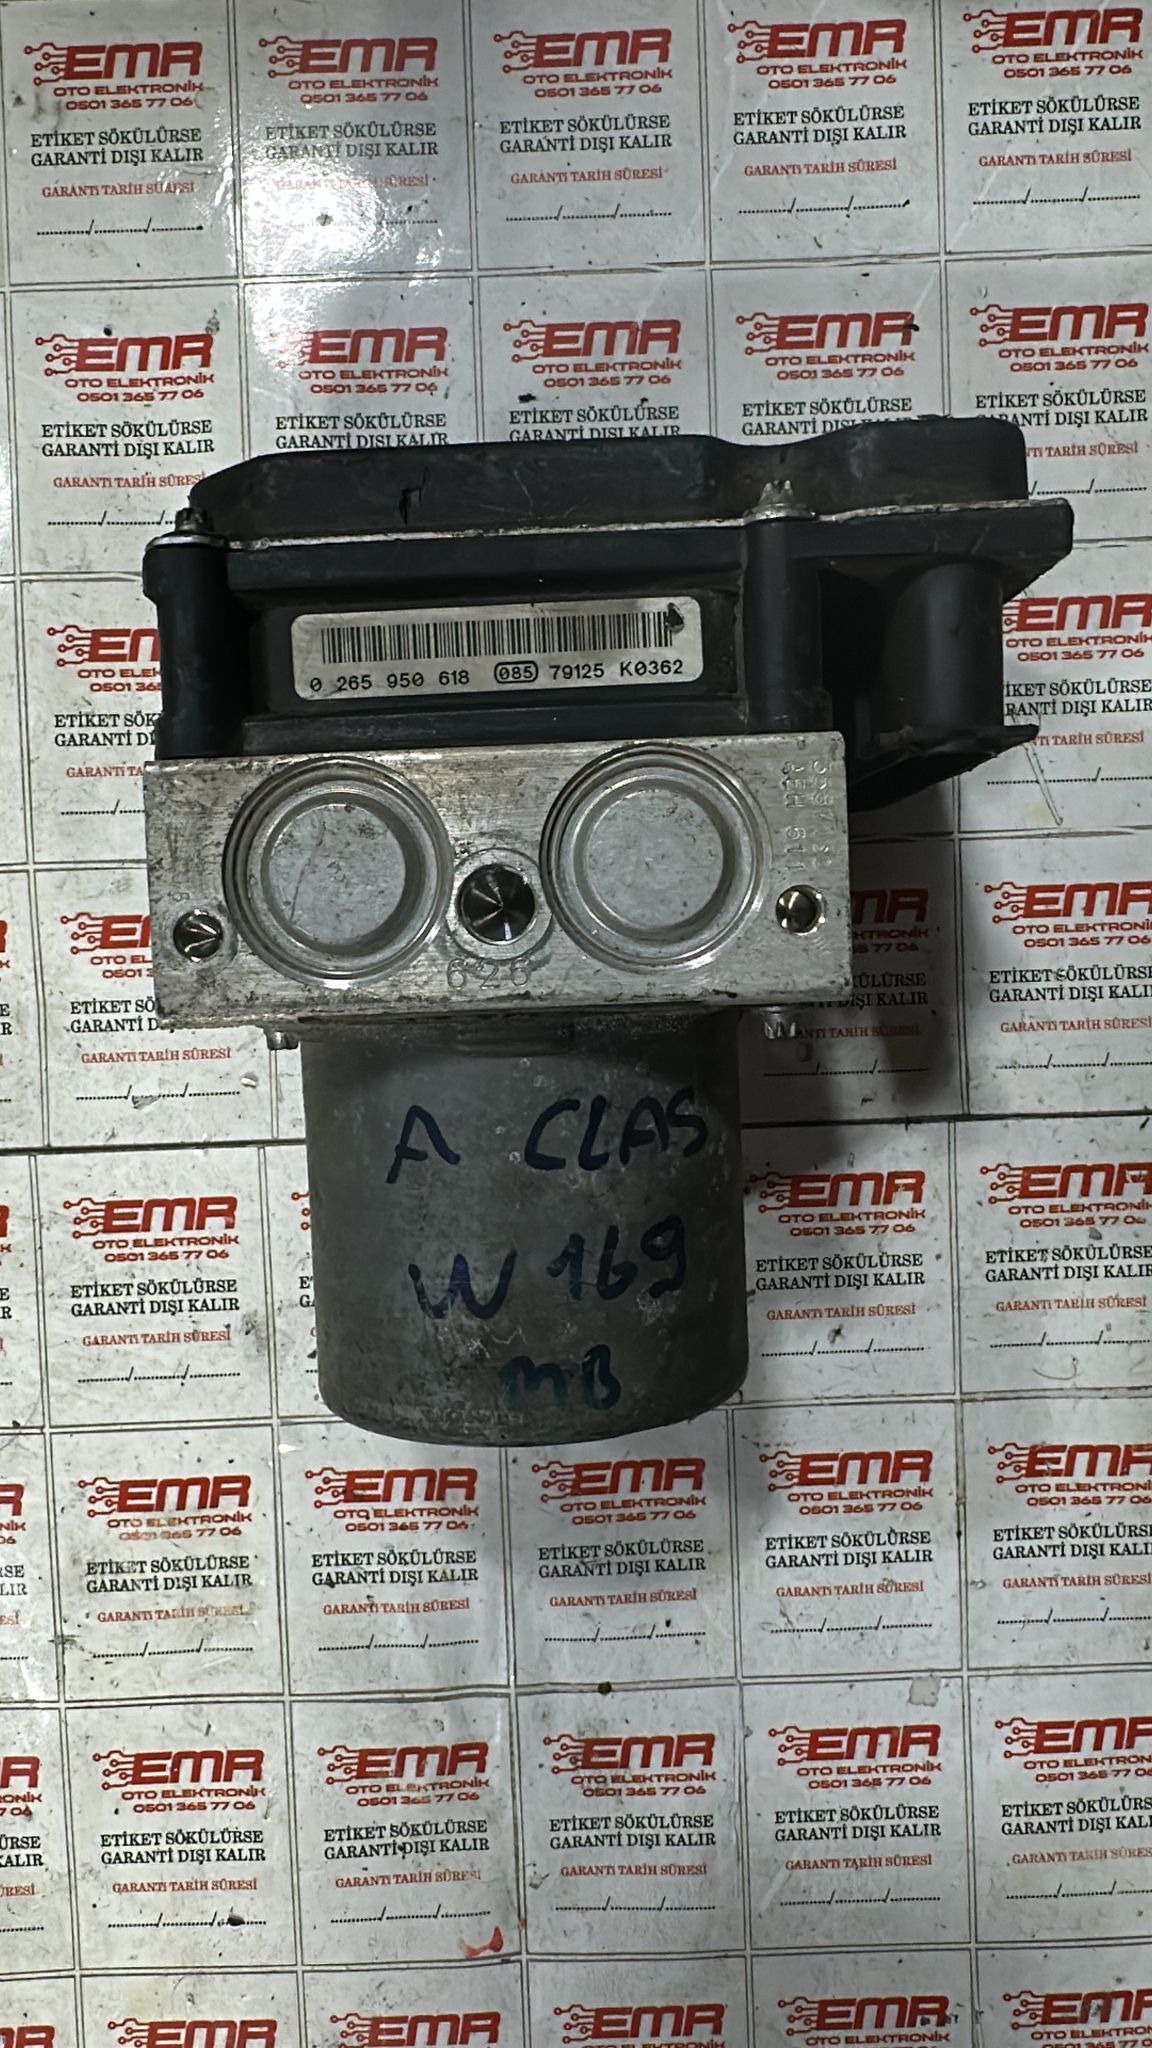 EMR
OTO ELEKTRONİK
0501 365 77 06
ETİKET SÖKÜLÜRSE
GARANTİ DIŞI KALIR
GARANTİ TARİH SÜRESİ
0 265 950 618 085 79125 K0362
626
A CLAS
W 169
MB